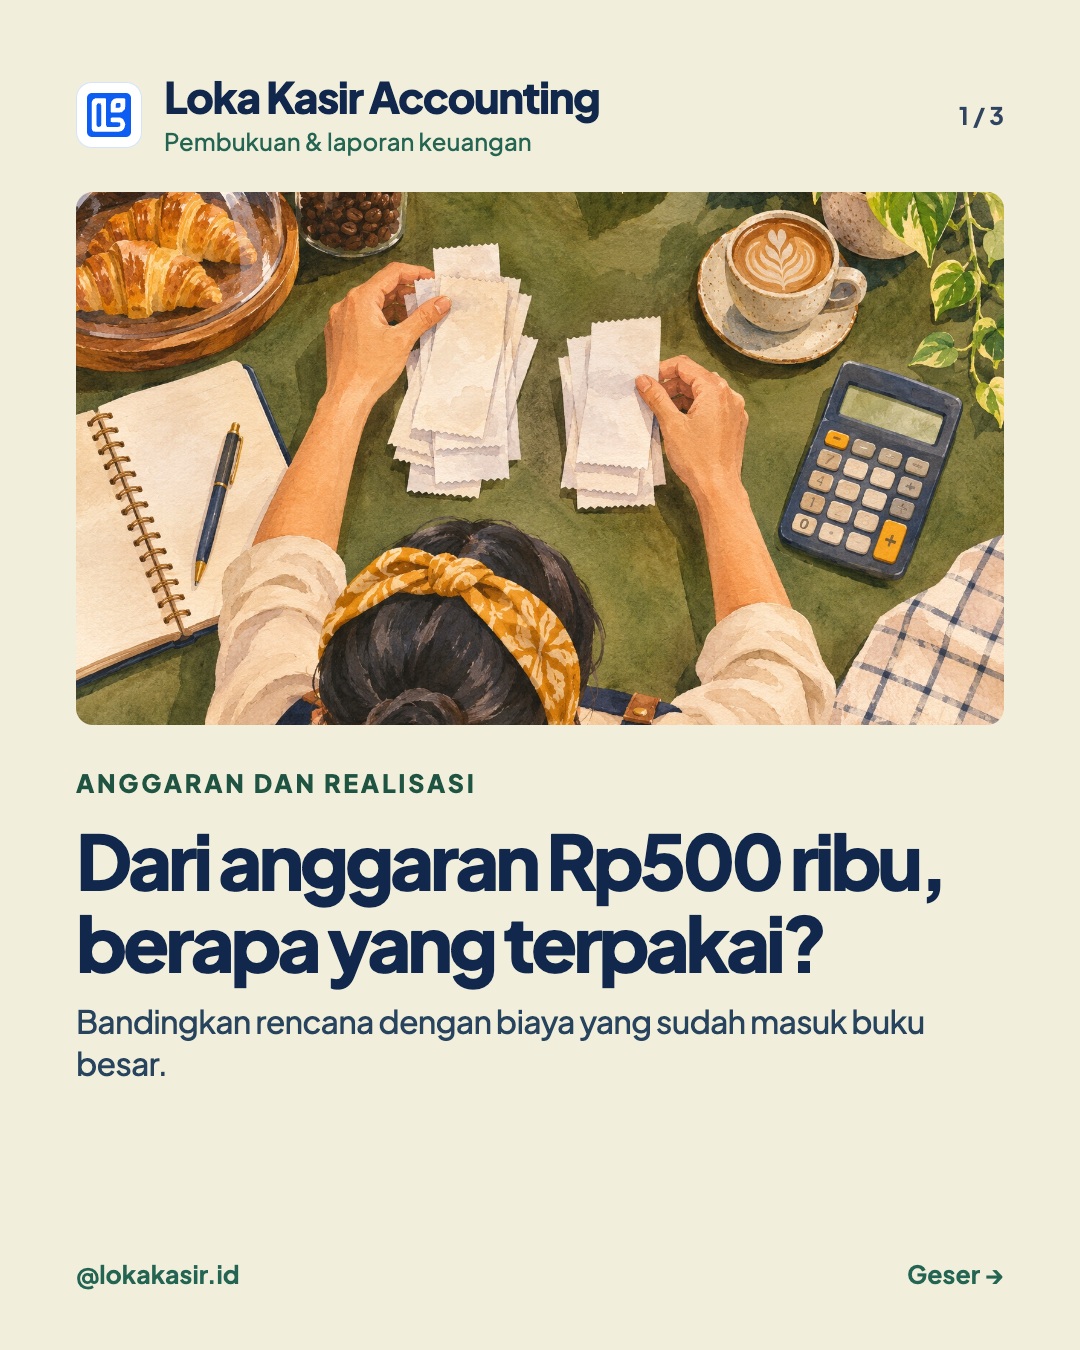 Loka Kasir Accounting
Pembukuan & laporan keuangan
1 / 3
ANGGARAN DAN REALISASI
Dari anggaran Rp500 ribu,
berapa yang terpakai?
Bandingkan rencana dengan biaya yang sudah masuk buku
besar.
@lokakasir.id
Geser →